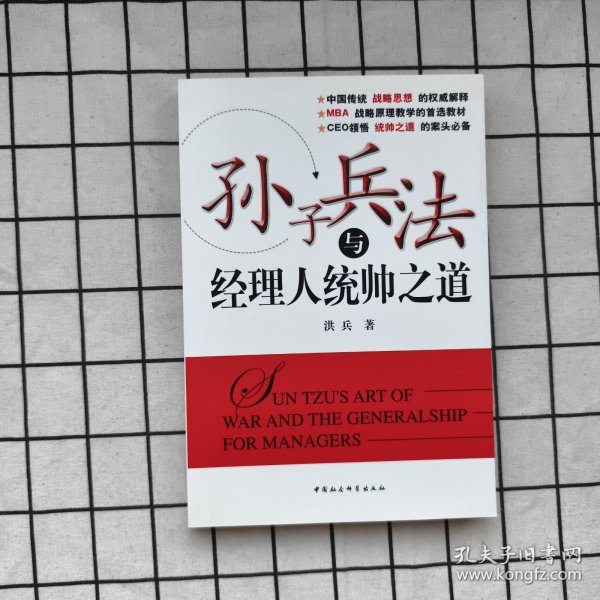 ★中国传统 战略思想 的权威解释
★MBA 战略原理教学的首选教材
★CEO领悟 统帅之道 的案头必备
孙子兵法
与
经理人统帅之道
洪兵 著
SUN TZU'S ART OF
WAR AND THE GENERALSHIP
FOR MANAGERS
中国社会科学出版社
孔夫子旧书网
www.kongfz.com